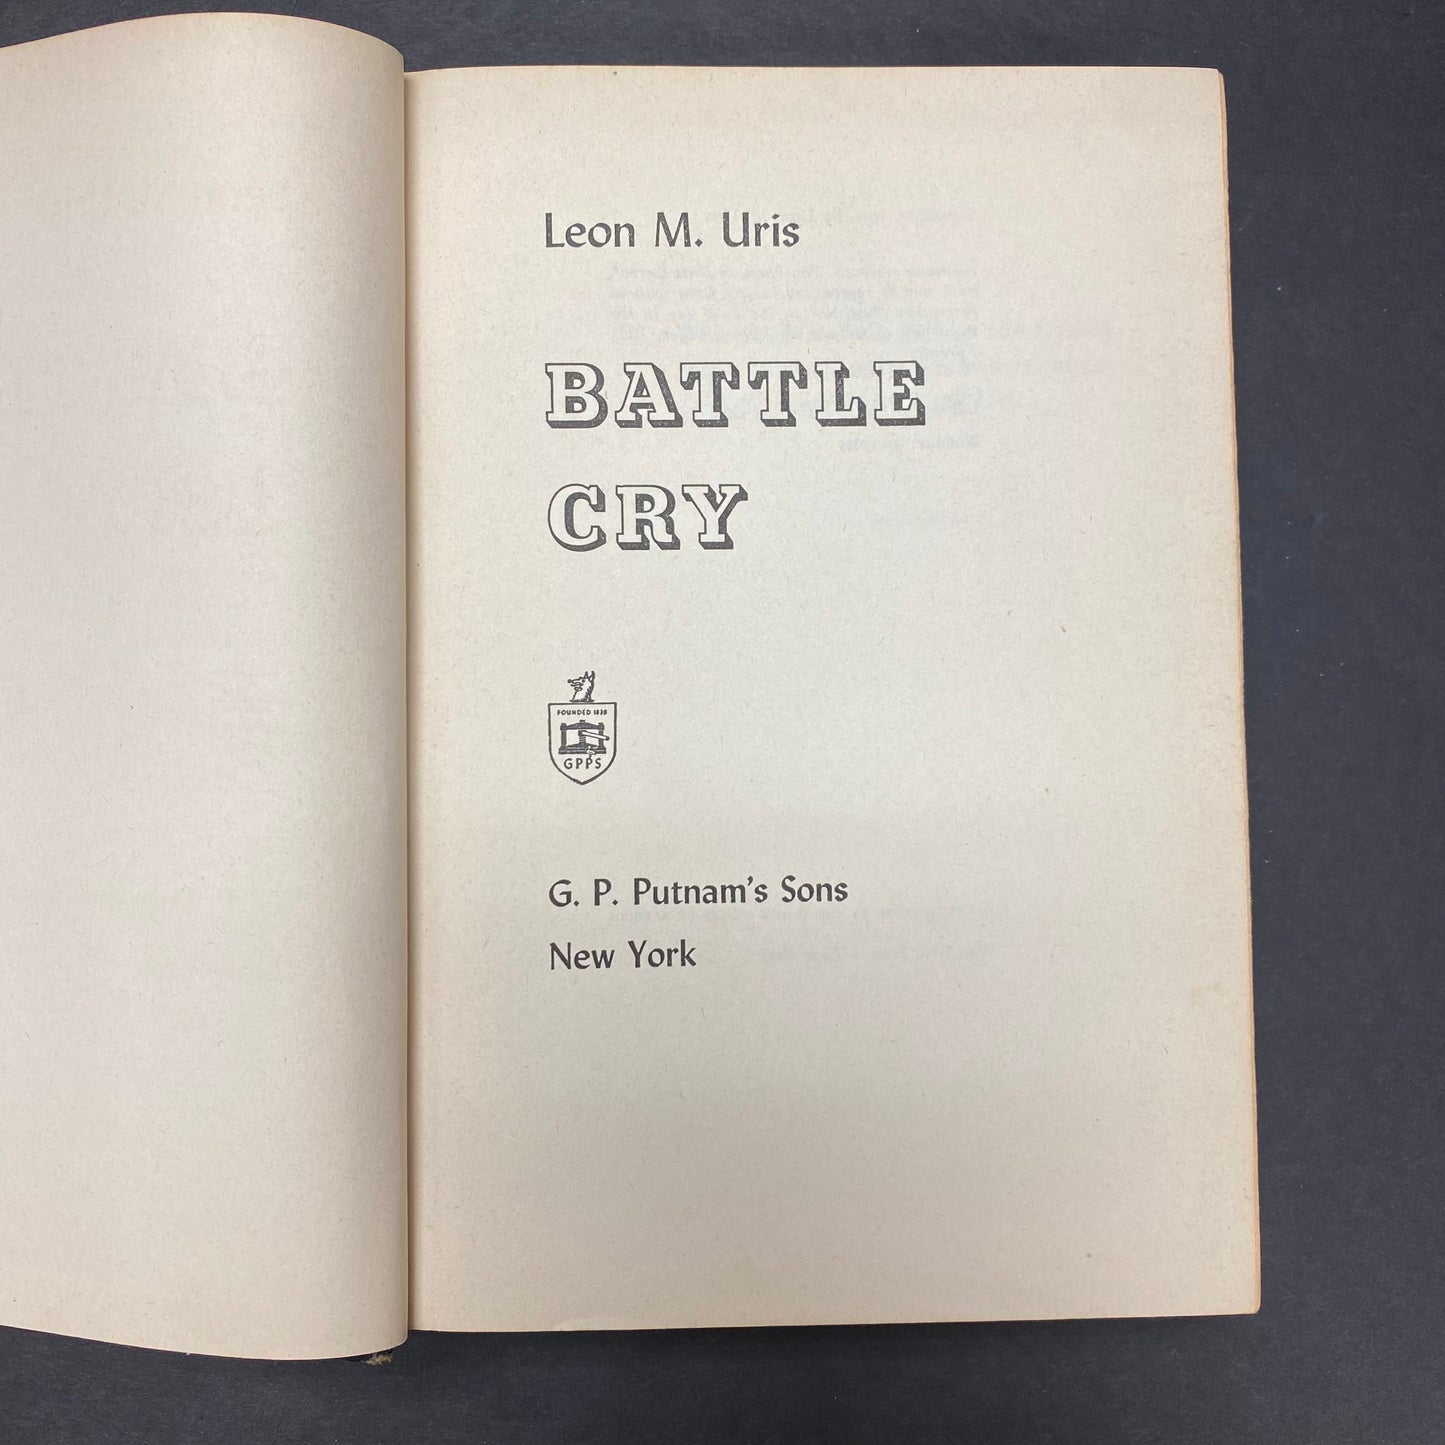 Leon M. Uris
BATTLE
CRY
FOUNDED 1838
GPPS
G. P. Putnam's Sons
New York